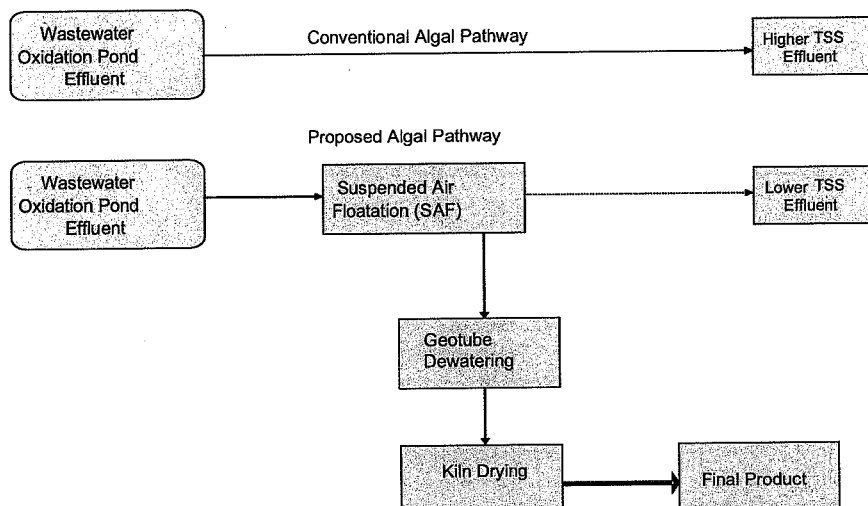 Wastewater
Oxidation Pond
Effluent
Conventional Algal Pathway
Higher TSS
Effluent
Proposed Algal Pathway
Wastewater
Oxidation Pond
Effluent
Suspended Air
Floatation (SAF)
Lower TSS
Effluent
Geotube
Dewatering
Kiln Drying
Final Product